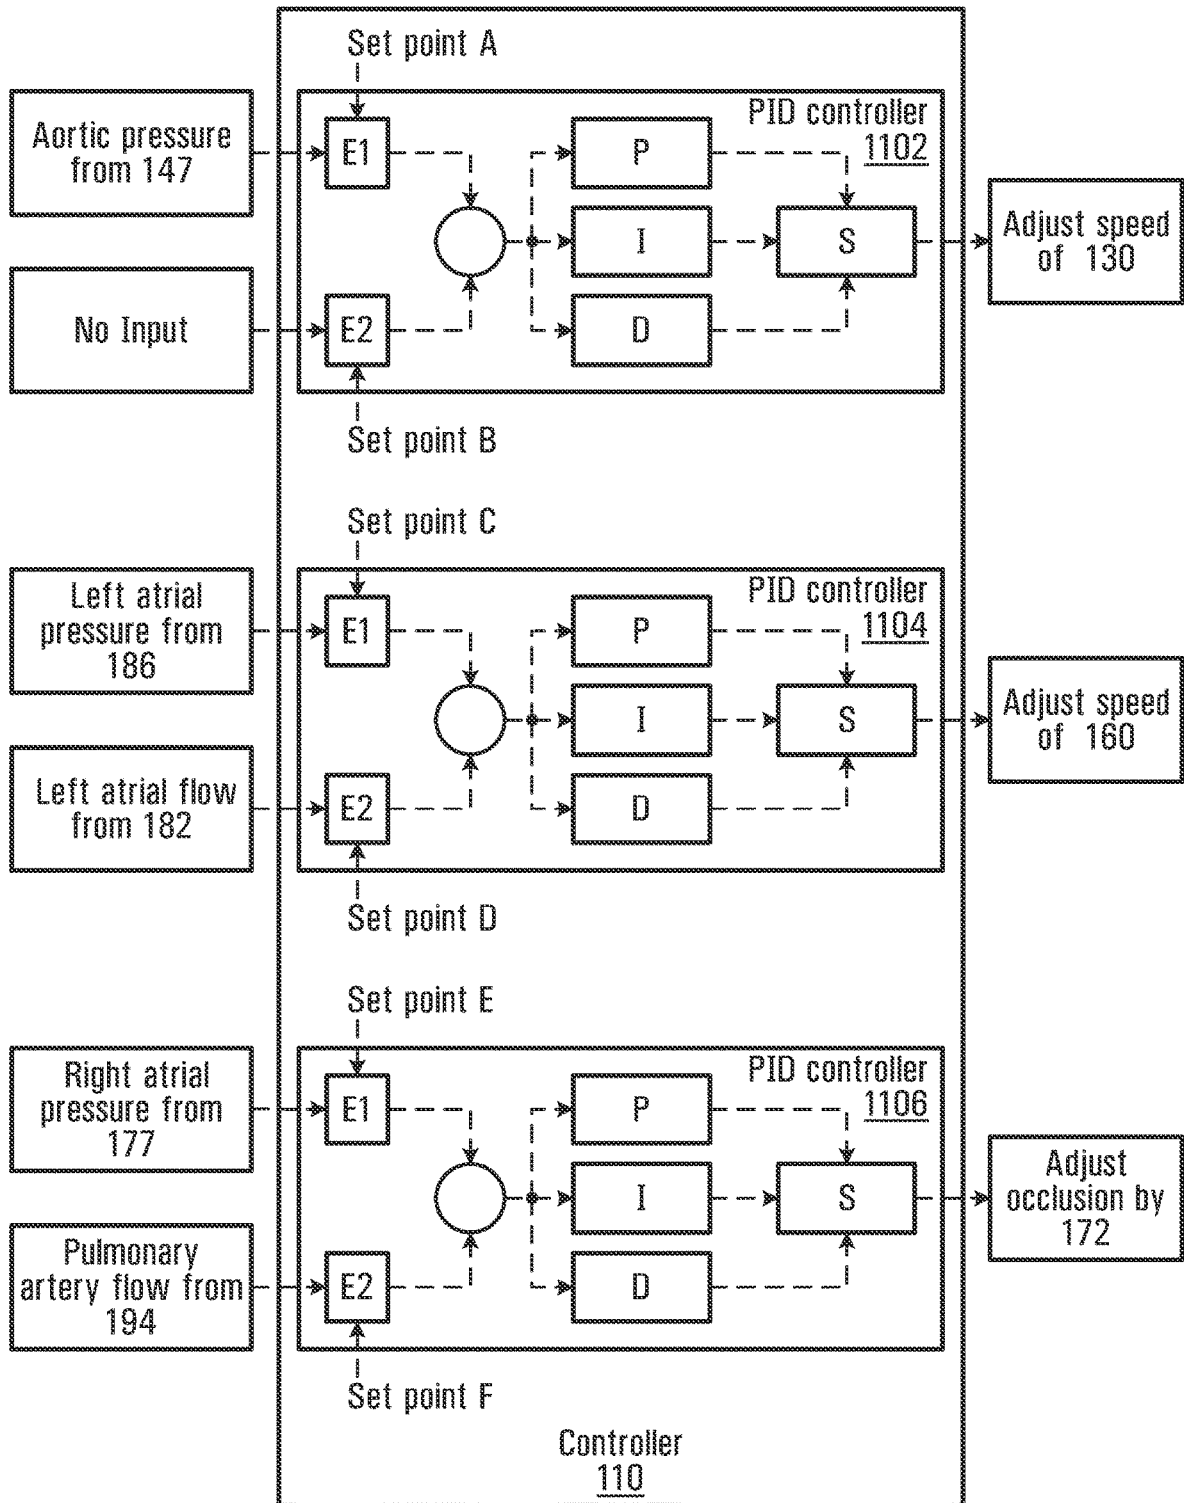 Set point A
Aortic pressure
from 147
E1
P
PID controller
1102
I
S
Adjust speed
of 130
No Input
E2
D
Set point B
Set point C
Left atrial
pressure from
186
E1
P
PID controller
1104
I
S
Adjust speed
of 160
Left atrial flow
from 182
E2
D
Set point D
Set point E
Right atrial
pressure from
177
E1
P
PID controller
1106
I
S
Adjust
occlusion by
172
Pulmonary
artery flow from
194
E2
D
Set point F
Controller
110